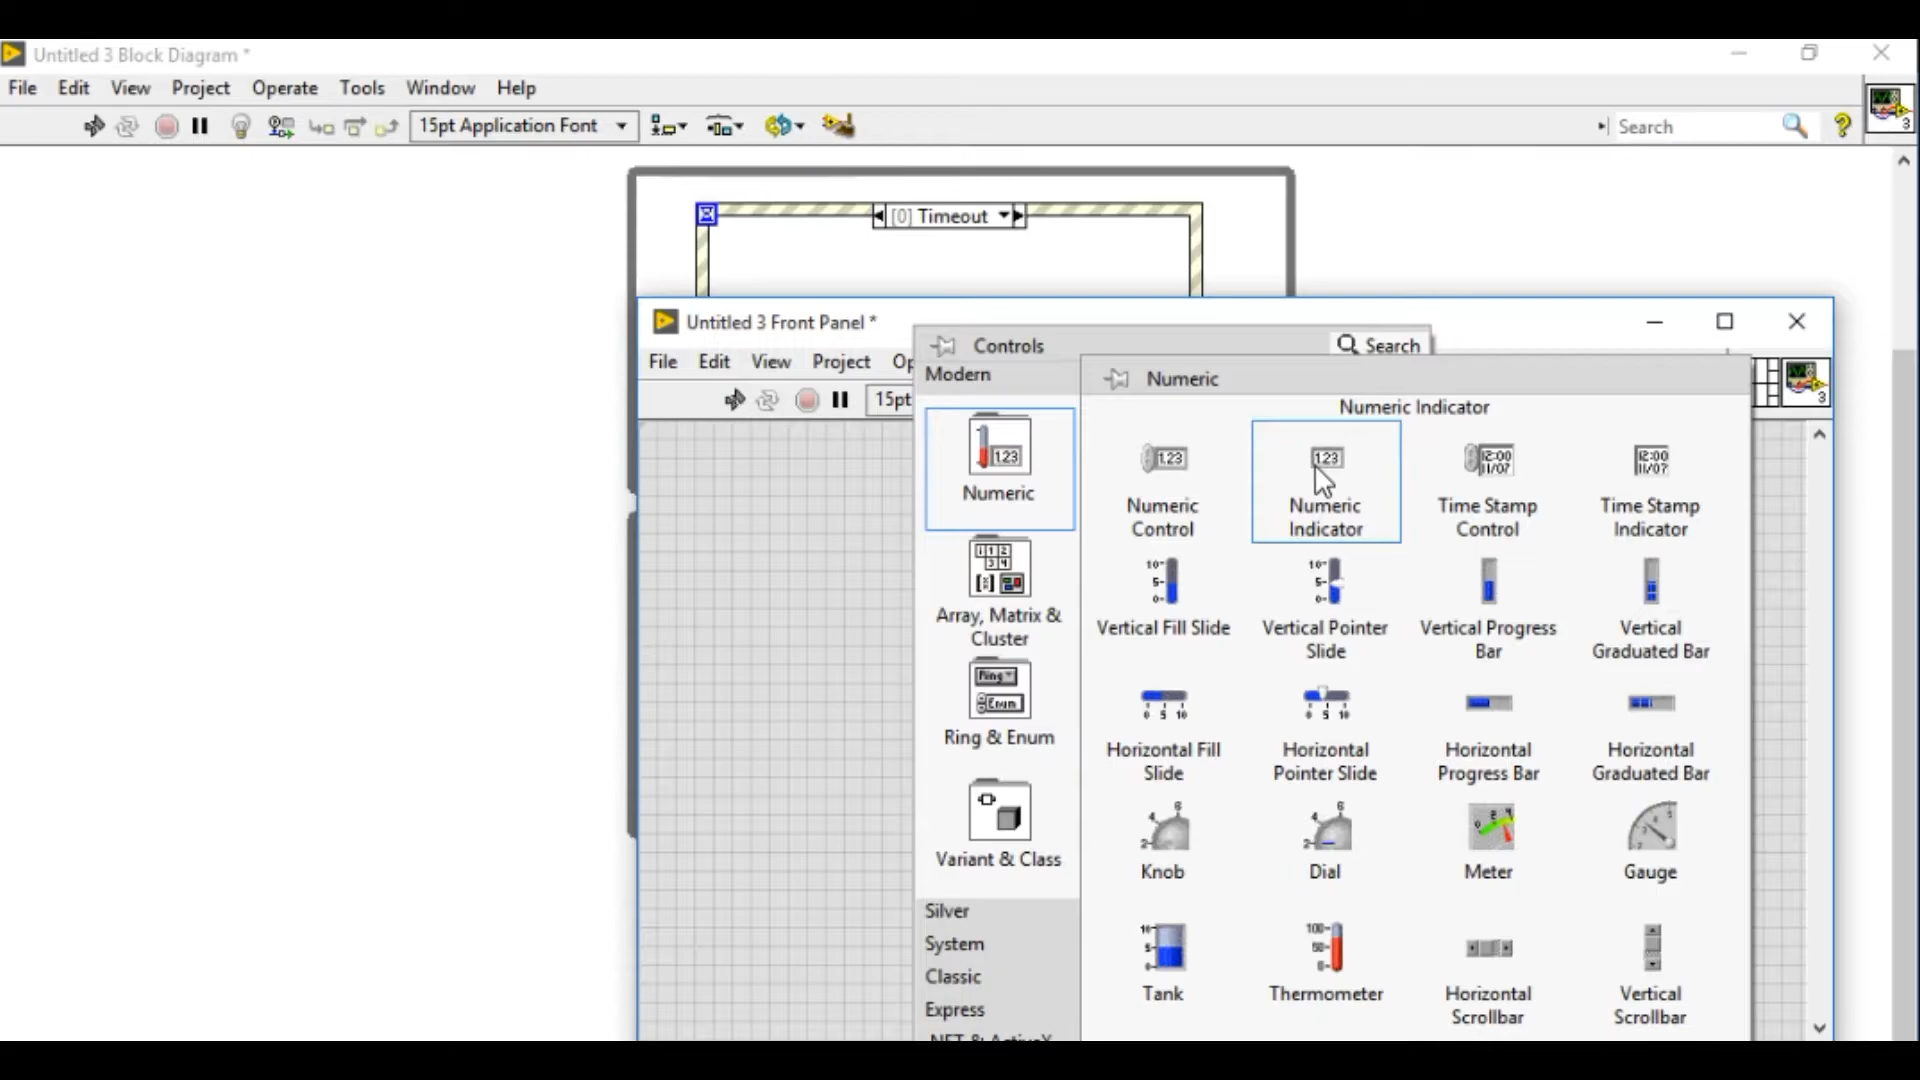 Untitled 3 Block Diagram *
File Edit View Project Operate Tools Window Help
15pt Application Font
Search
?
3
[0] Timeout
Untitled 3 Front Panel *
File Edit View Project Op
15pt
3
Controls
Search
Modern
Numeric
Array, Matrix &
Cluster
Ring & Enum
Variant & Class
Silver
System
Classic
Express
.NET & ActiveX
Numeric
Numeric Indicator
Numeric
Control
Numeric
Indicator
Time Stamp
Control
Time Stamp
Indicator
Vertical Fill Slide
Vertical Pointer
Slide
Vertical Progress
Bar
Vertical
Graduated Bar
Horizontal Fill
Slide
Horizontal
Pointer Slide
Horizontal
Progress Bar
Horizontal
Graduated Bar
Knob
Dial
Meter
Gauge
Tank
Thermometer
Horizontal
Scrollbar
Vertical
Scrollbar